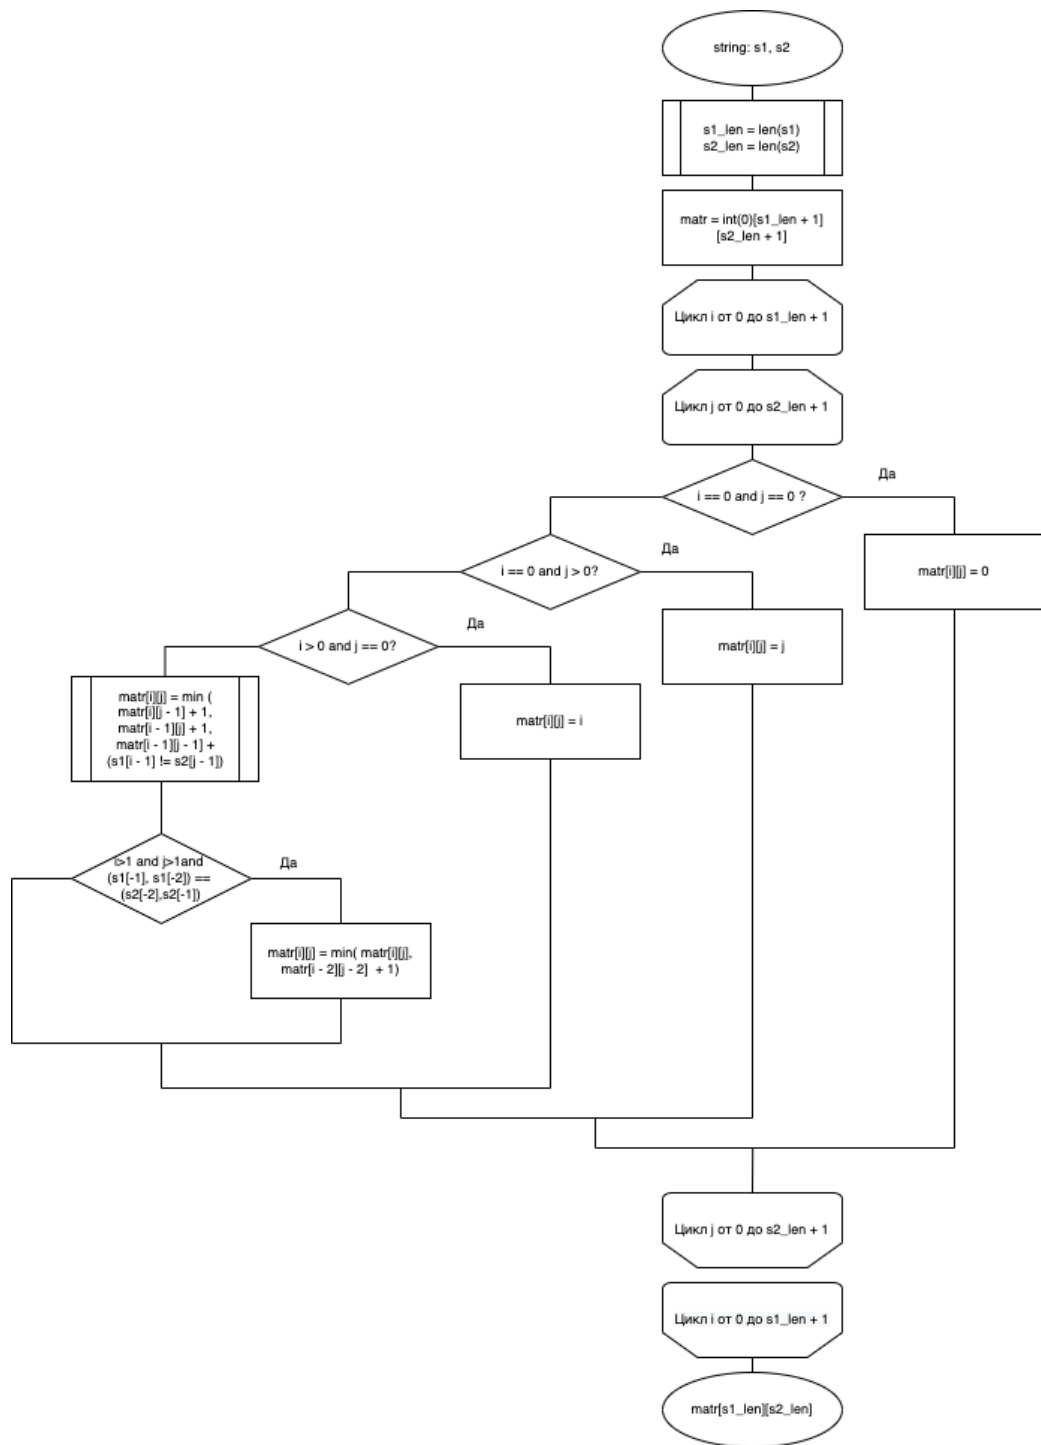 string: s1, s2
s1_len = len(s1)
s2_len = len(s2)
matr = int(0)[s1_len + 1]
[s2_len + 1]
Цикл i от 0 до s1_len + 1
Цикл j от 0 до s2_len + 1
Да
i == 0 and j == 0 ?
Да
i == 0 and j > 0?
matr[i][j] = 0
Да
i > 0 and j == 0?
matr[i][j] = j
matr[i][j] = min (
matr[i][j - 1] + 1,
matr[i - 1][j] + 1,
matr[i - 1][j - 1] +
(s1[i - 1] != s2[j - 1])
matr[i][j] = i
i>1 and j>1and
(s1[-1], s1[-2]) ==
(s2[-2],s2[-1])
Да
matr[i][j] = min( matr[i][j],
matr[i - 2][j - 2] + 1)
Цикл j от 0 до s2_len + 1
Цикл i от 0 до s1_len + 1
matr[s1_len][s2_len]